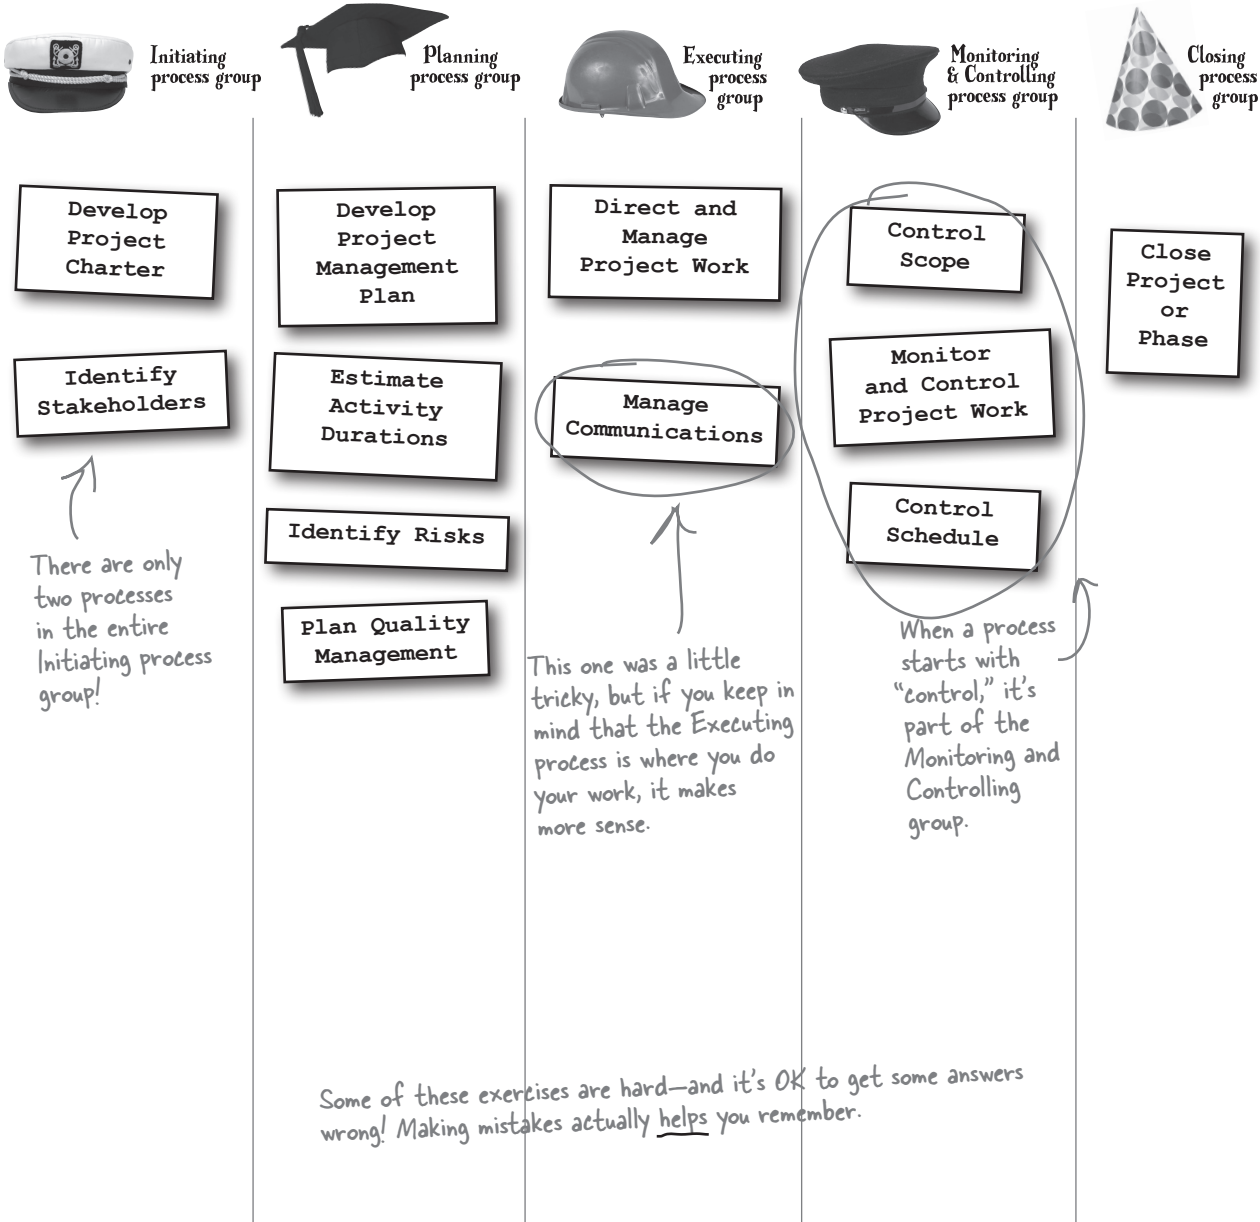 Initiating
process group
Planning
process group
Executing
process
group
Monitoring
& Controlling
process group
Closing
process
group
Develop
Project
Charter
Identify
Stakeholders
There are only
two processes
in the entire
Initiating process
group!
Develop
Project
Management
Plan
Estimate
Activity
Durations
Identify Risks
Plan Quality
Management
Direct and
Manage
Project Work
Manage
Communications
This one was a little
tricky, but if you keep in
mind that the Executing
process is where you do
your work, it makes
more sense.
Control
Scope
Monitor
and Control
Project Work
Control
Schedule
When a process
starts with
“control,” it’s
part of the
Monitoring and
Controlling
group.
Close
Project
or
Phase
Some of these exercises are hard—and it’s OK to get some answers
wrong! Making mistakes actually helps you remember.